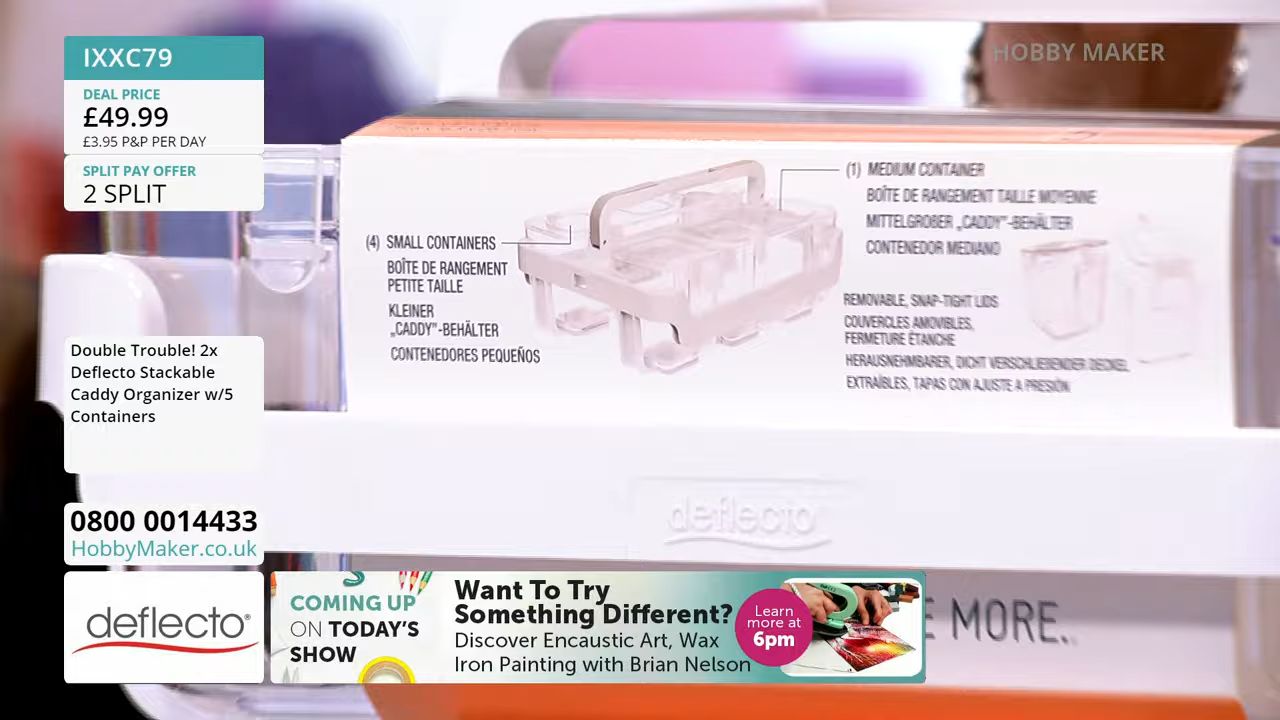 IXXC79
DEAL PRICE
£49.99
£3.95 P&P PER DAY
SPLIT PAY OFFER
2 SPLIT
Double Trouble! 2x
Deflecto Stackable
Caddy Organizer w/5
Containers
0800 0014433
HobbyMaker.co.uk
deflecto®
HOBBY MAKER
(4) SMALL CONTAINERS
BOÎTE DE RANGEMENT
PETITE TAILLE
KLEINER
„CADDY"-BEHÄLTER
CONTENEDORES PEQUEÑOS
(1) MEDIUM CONTAINER
BOÎTE DE RANGEMENT TAILLE MOYENNE
MITTELGROßER „CADDY"-BEHÄLTER
CONTENEDOR MEDIANO
REMOVABLE, SNAP-TIGHT LIDS
COUVERCLES AMOVIBLES,
FERMETURE ÉTANCHE
HERAUSNEHMBARER, DICHT VERSCHLIEßENDER DECKEL
EXTRAÍBLES, TAPAS CON AJUSTE A PRESIÓN
deflecto
E MORE.
COMING UP
ON TODAY'S
SHOW
Want To Try
Something Different?
Discover Encaustic Art, Wax
Iron Painting with Brian Nelson
Learn
more at
6pm